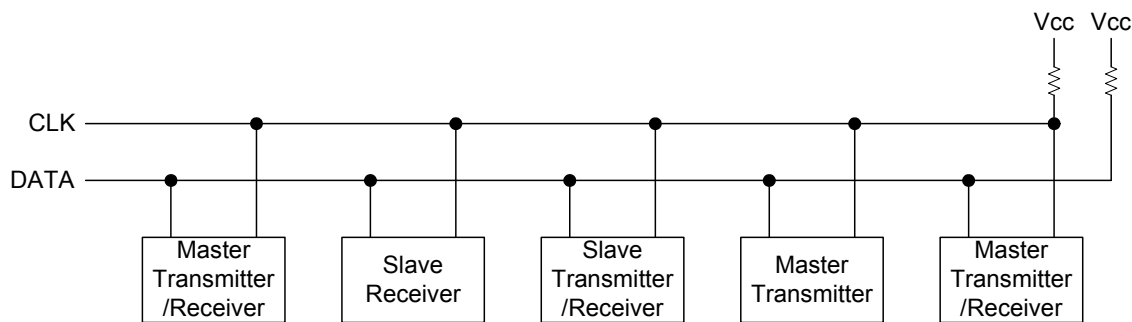 Vcc Vcc
CLK
DATA
Master
Transmitter
/Receiver
Slave
Receiver
Slave
Transmitter
/Receiver
Master
Transmitter
Master
Transmitter
/Receiver